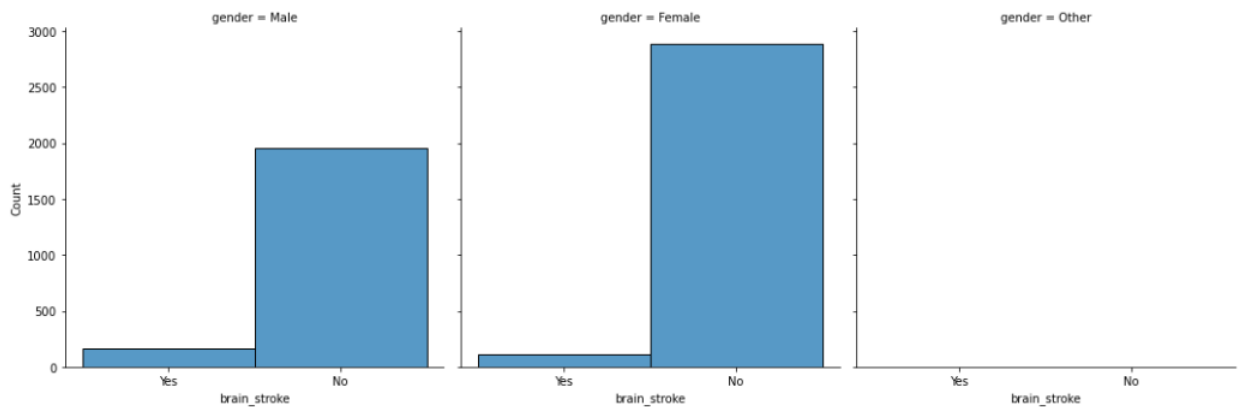 gender = Male
gender = Female
gender = Other
3000
2500
2000
1500
1000
500
0
Count
Yes No
Yes No
Yes No
brain_stroke
brain_stroke
brain_stroke